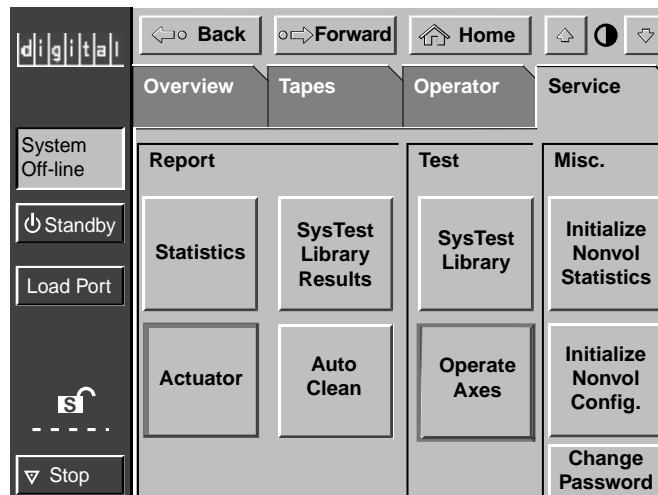 digital
Back
Forward
Home
Overview
Tapes
Operator
Service
System
Off-line
Standby
Load Port
S
Stop
Report
Statistics
SysTest
Library
Results
Actuator
Auto
Clean
Test
SysTest
Library
Operate
Axes
Misc.
Initialize
Nonvol
Statistics
Initialize
Nonvol
Config.
Change
Password